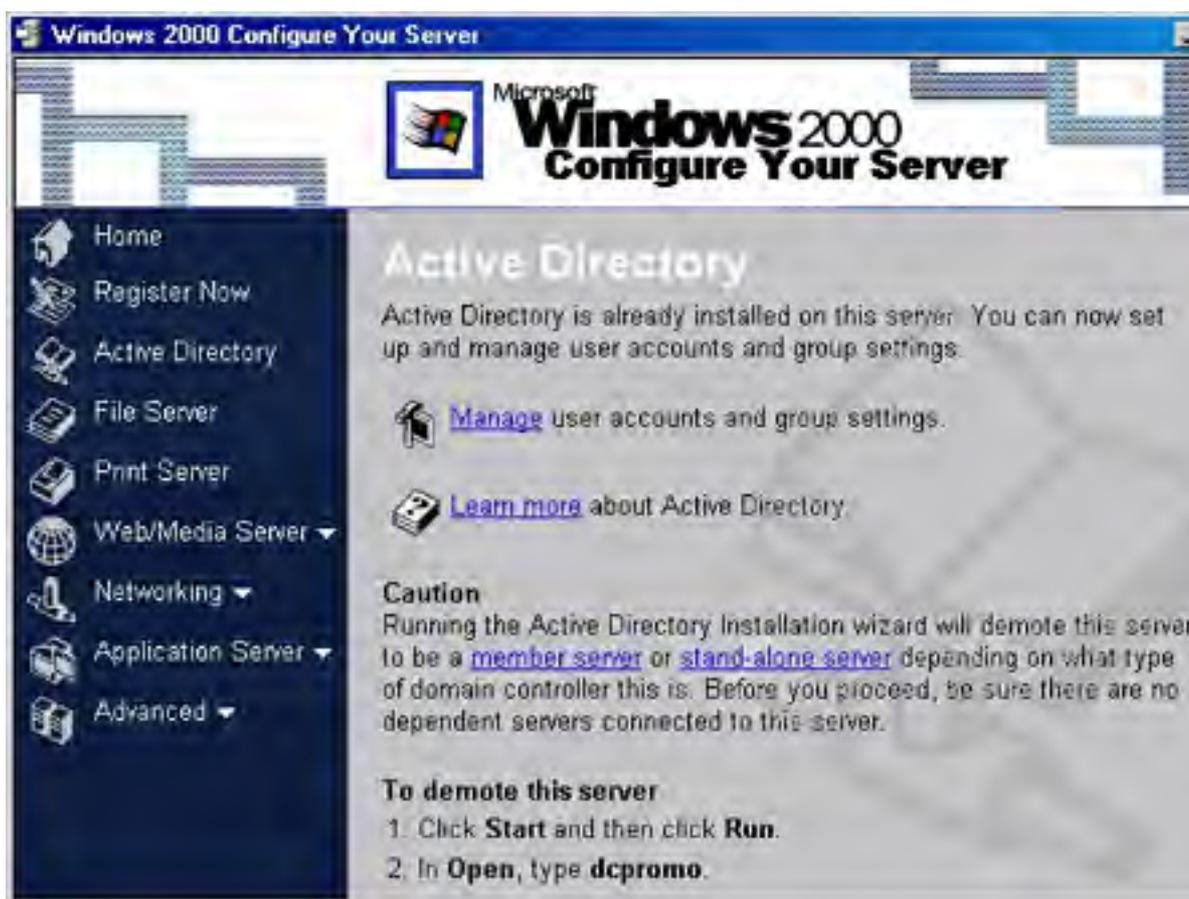 Windows 2000 Configure Your Server
Microsoft
Windows 2000
Configure Your Server
Home
Register Now
Active Directory
File Server
Print Server
Web/Media Server
Networking
Application Server
Advanced
Active Directory
Active Directory is already installed on this server. You can now set
up and manage user accounts and group settings.
Manage user accounts and group settings.
Learn more about Active Directory.
Caution
Running the Active Directory Installation wizard will demote this server
to be a member server or stand-alone server depending on what type
of domain controller this is. Before you proceed, be sure there are no
dependent servers connected to this server.
To demote this server
1. Click Start and then click Run.
2. In Open, type dcpromo.